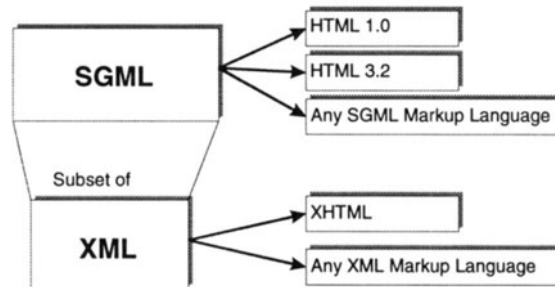 SGML
HTML 1.0
HTML 3.2
Any SGML Markup Language
Subset of
XML
XHTML
Any XML Markup Language